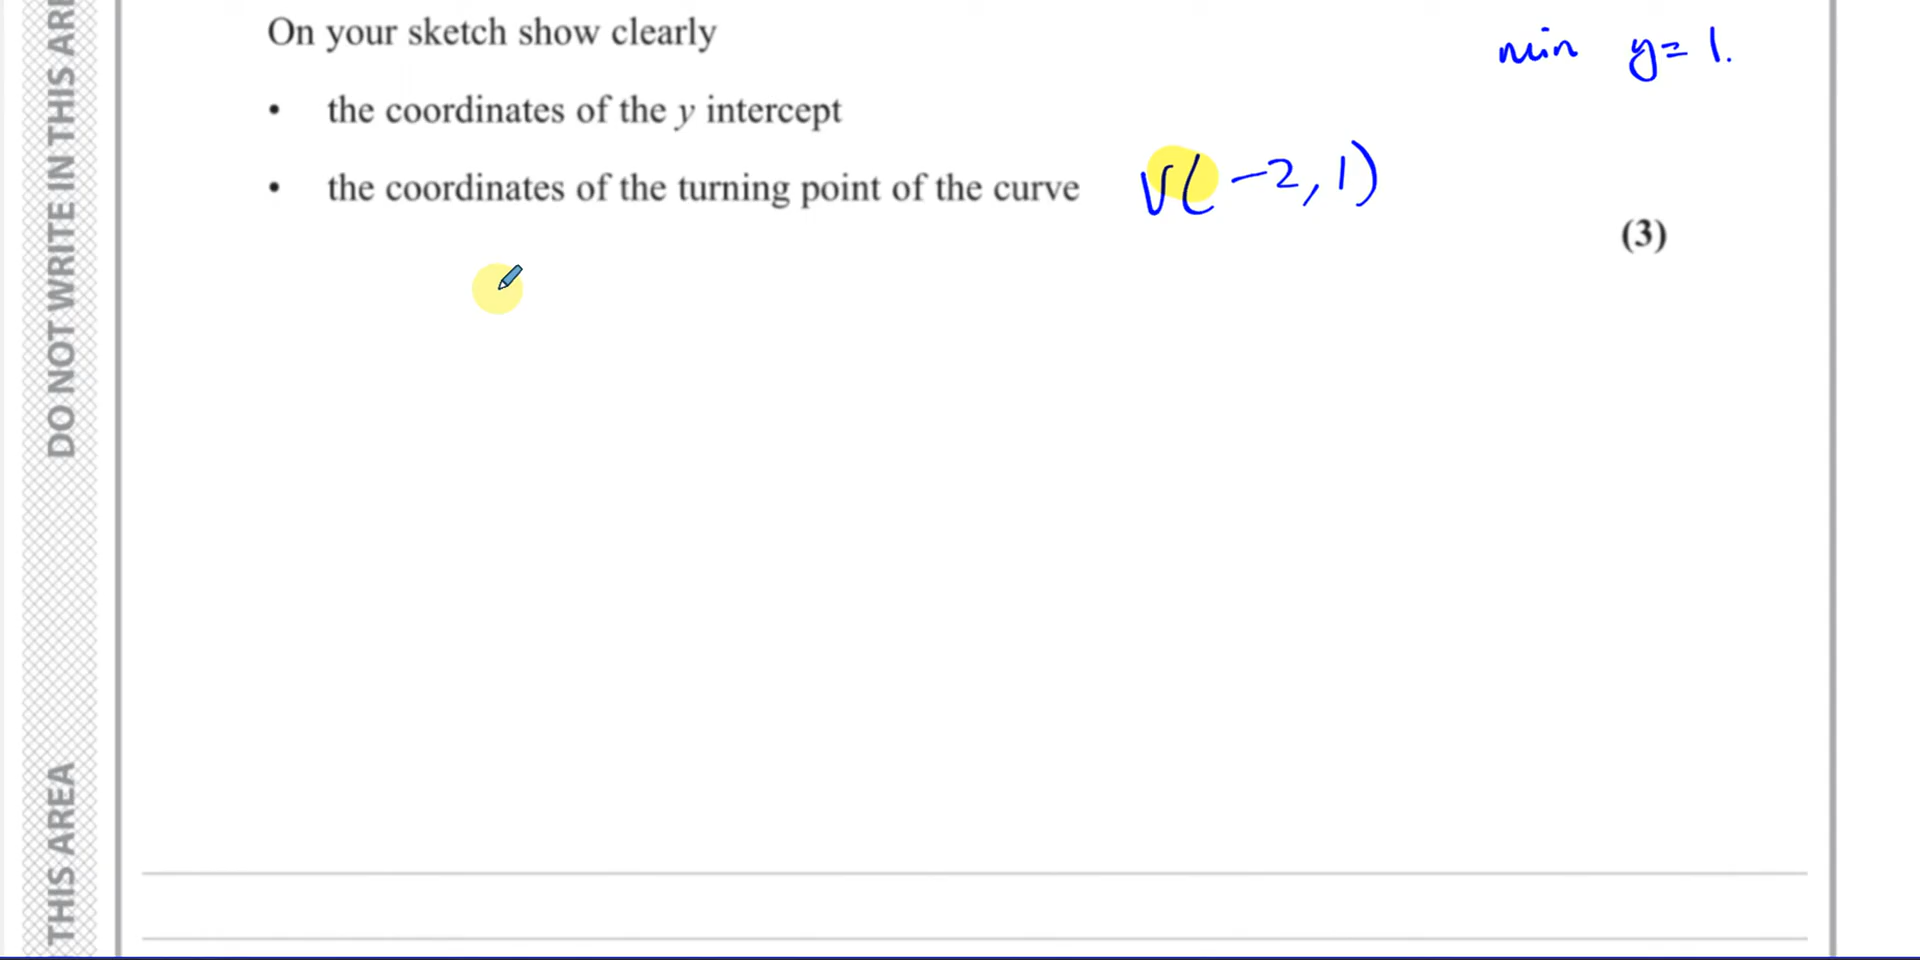 On your sketch show clearly
min y = 1.
• the coordinates of the y intercept
• the coordinates of the turning point of the curve V(-2, 1)
(3)
DO NOT WRITE IN THIS ARE
THIS AREA